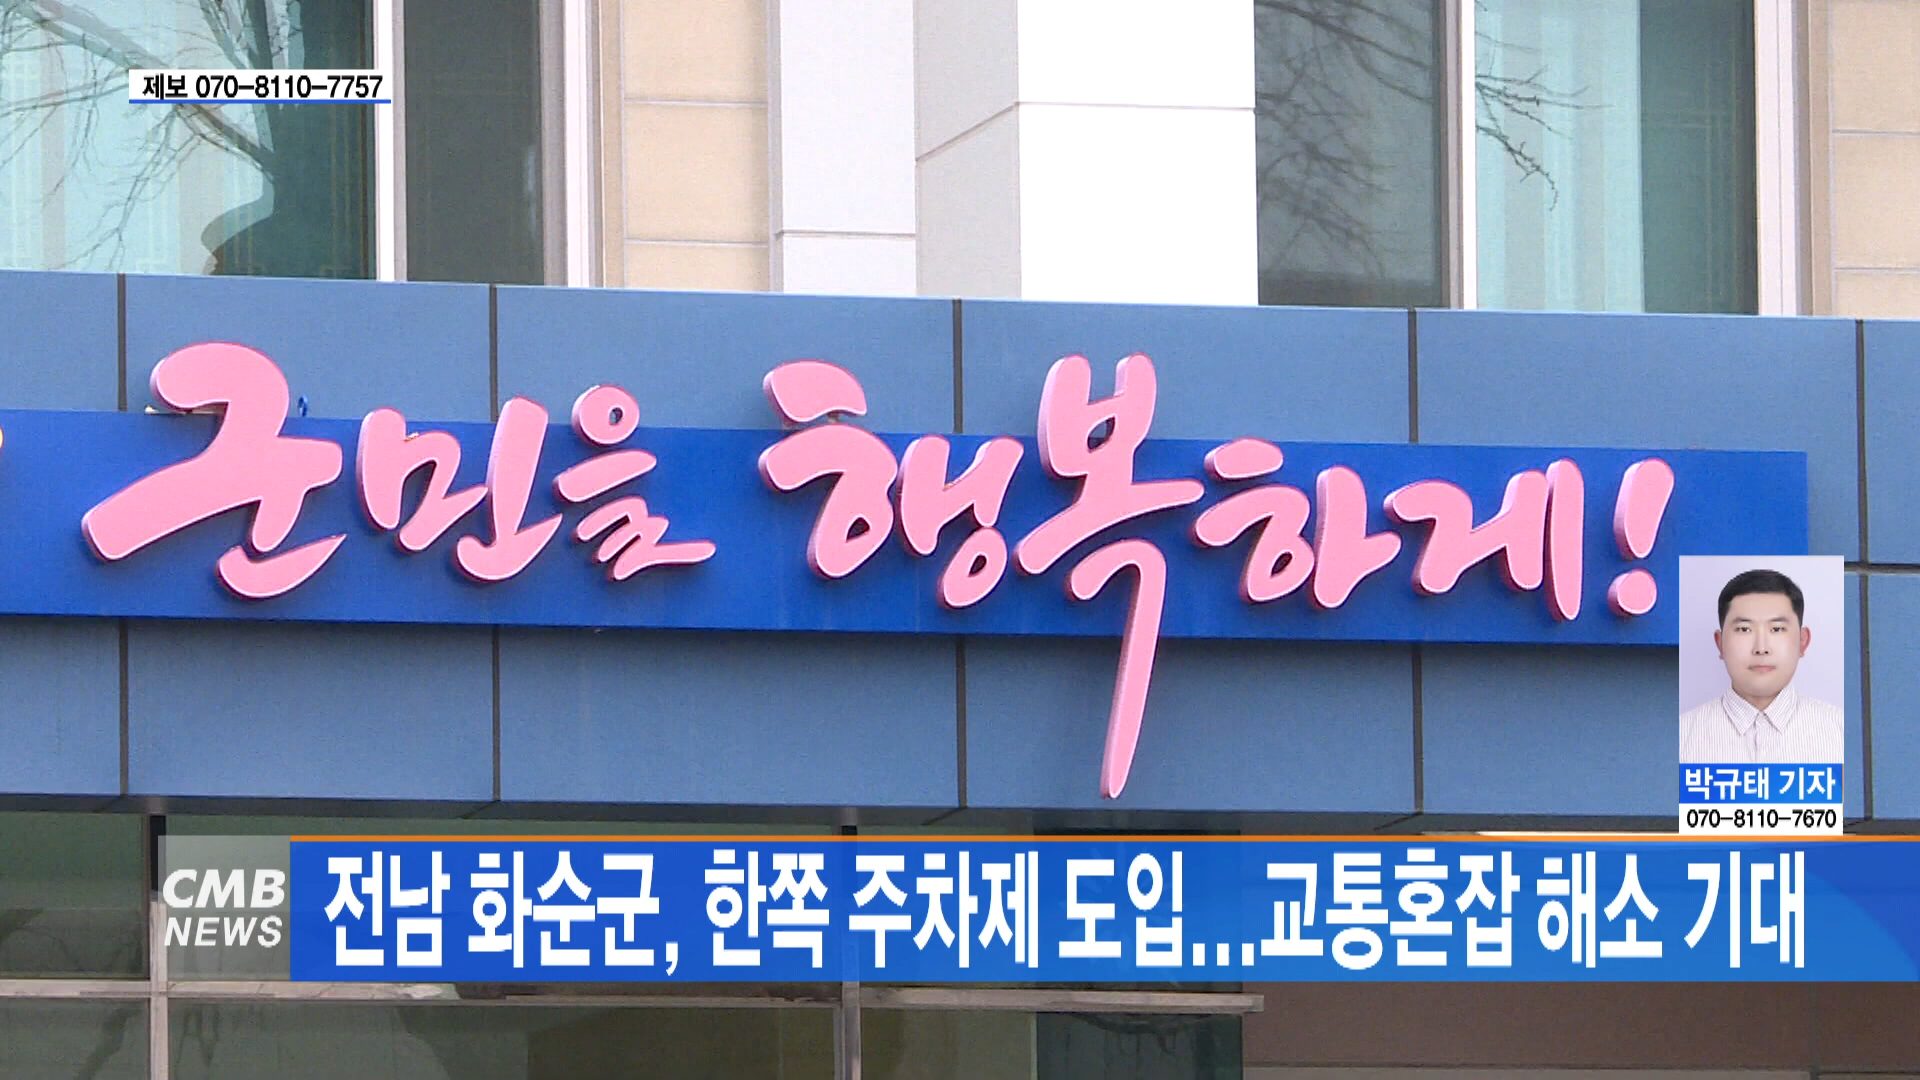 제보 070-8110-7757
군민을 행복하게!
박규태 기자
070-8110-7670
CMB
NEWS
전남 화순군, 한쪽 주차제 도입...교통혼잡 해소 기대